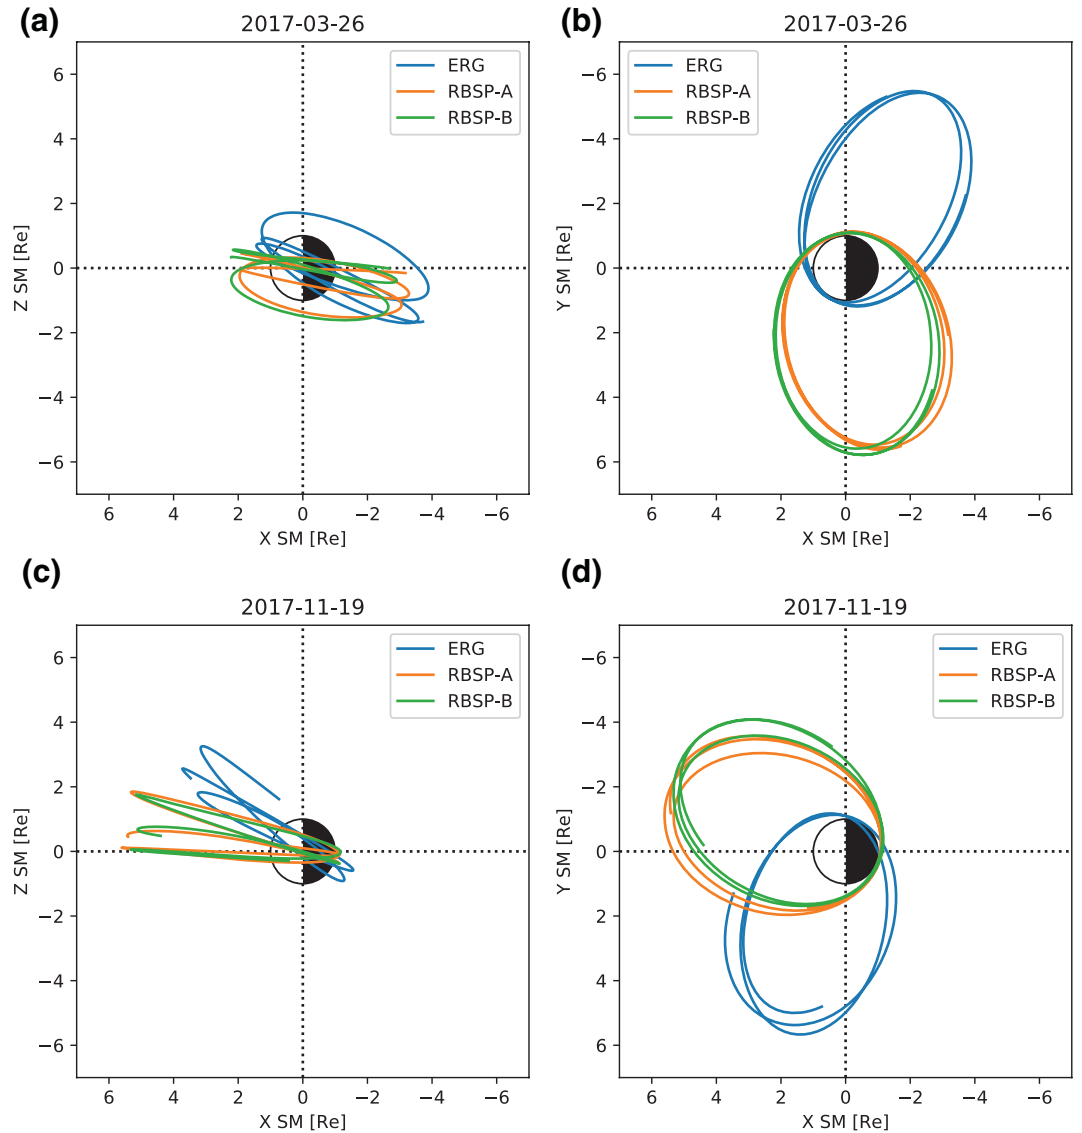 (a)
2017-03-26
ERG
RBSP-A
RBSP-B
Z SM [Re]
6
4
2
0
−2
−4
−6
6 4 2 0 −2 −4 −6
X SM [Re]
(b)
2017-03-26
ERG
RBSP-A
RBSP-B
Y SM [Re]
−6
−4
−2
0
2
4
6
6 4 2 0 −2 −4 −6
X SM [Re]
(c)
2017-11-19
ERG
RBSP-A
RBSP-B
Z SM [Re]
6
4
2
0
−2
−4
−6
6 4 2 0 −2 −4 −6
X SM [Re]
(d)
2017-11-19
ERG
RBSP-A
RBSP-B
Y SM [Re]
−6
−4
−2
0
2
4
6
6 4 2 0 −2 −4 −6
X SM [Re]